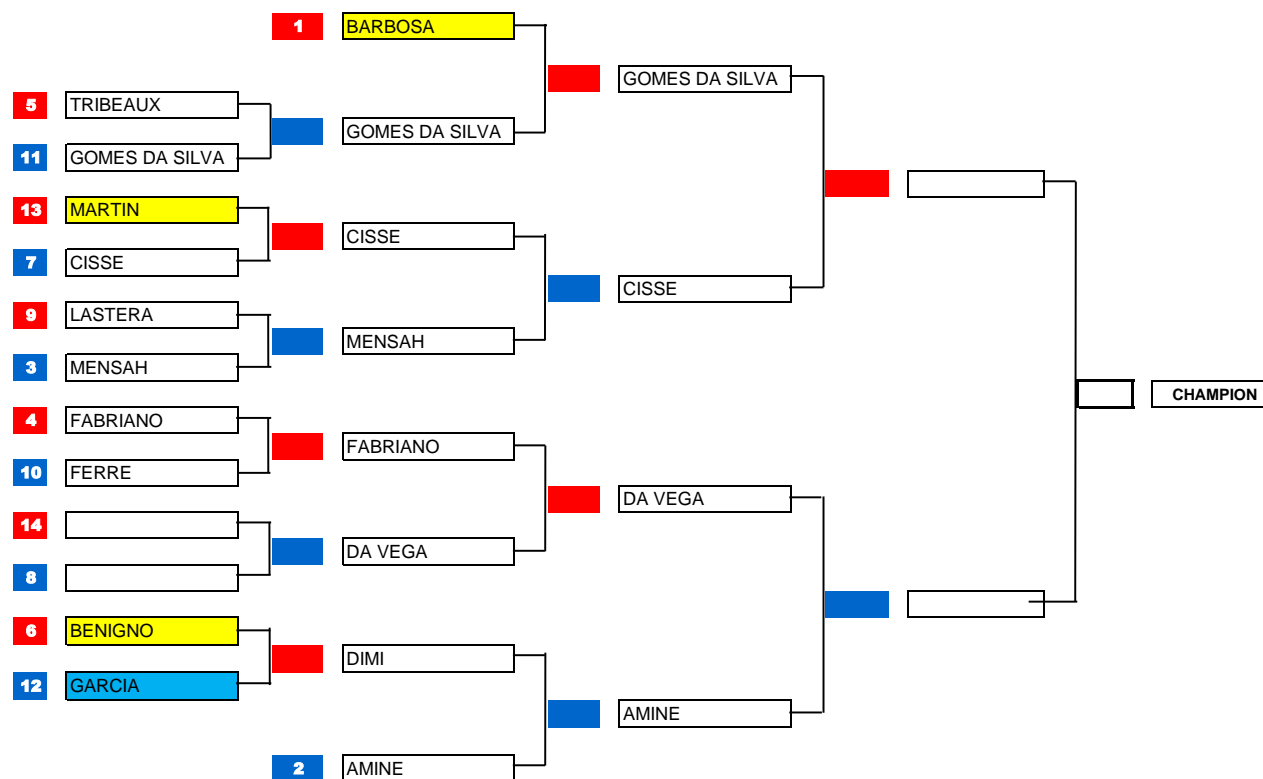 1 BARBOSA
GOMES DA SILVA
5 TRIBEAUX
GOMES DA SILVA
11 GOMES DA SILVA
13 MARTIN
CISSE
7 CISSE
CISSE
9 LASTERA
MENSAH
3 MENSAH
CHAMPION
4 FABRIANO
FABRIANO
10 FERRE
DA VEGA
14
DA VEGA
8
6 BENIGNO
DIMI
12 GARCIA
AMINE
2 AMINE